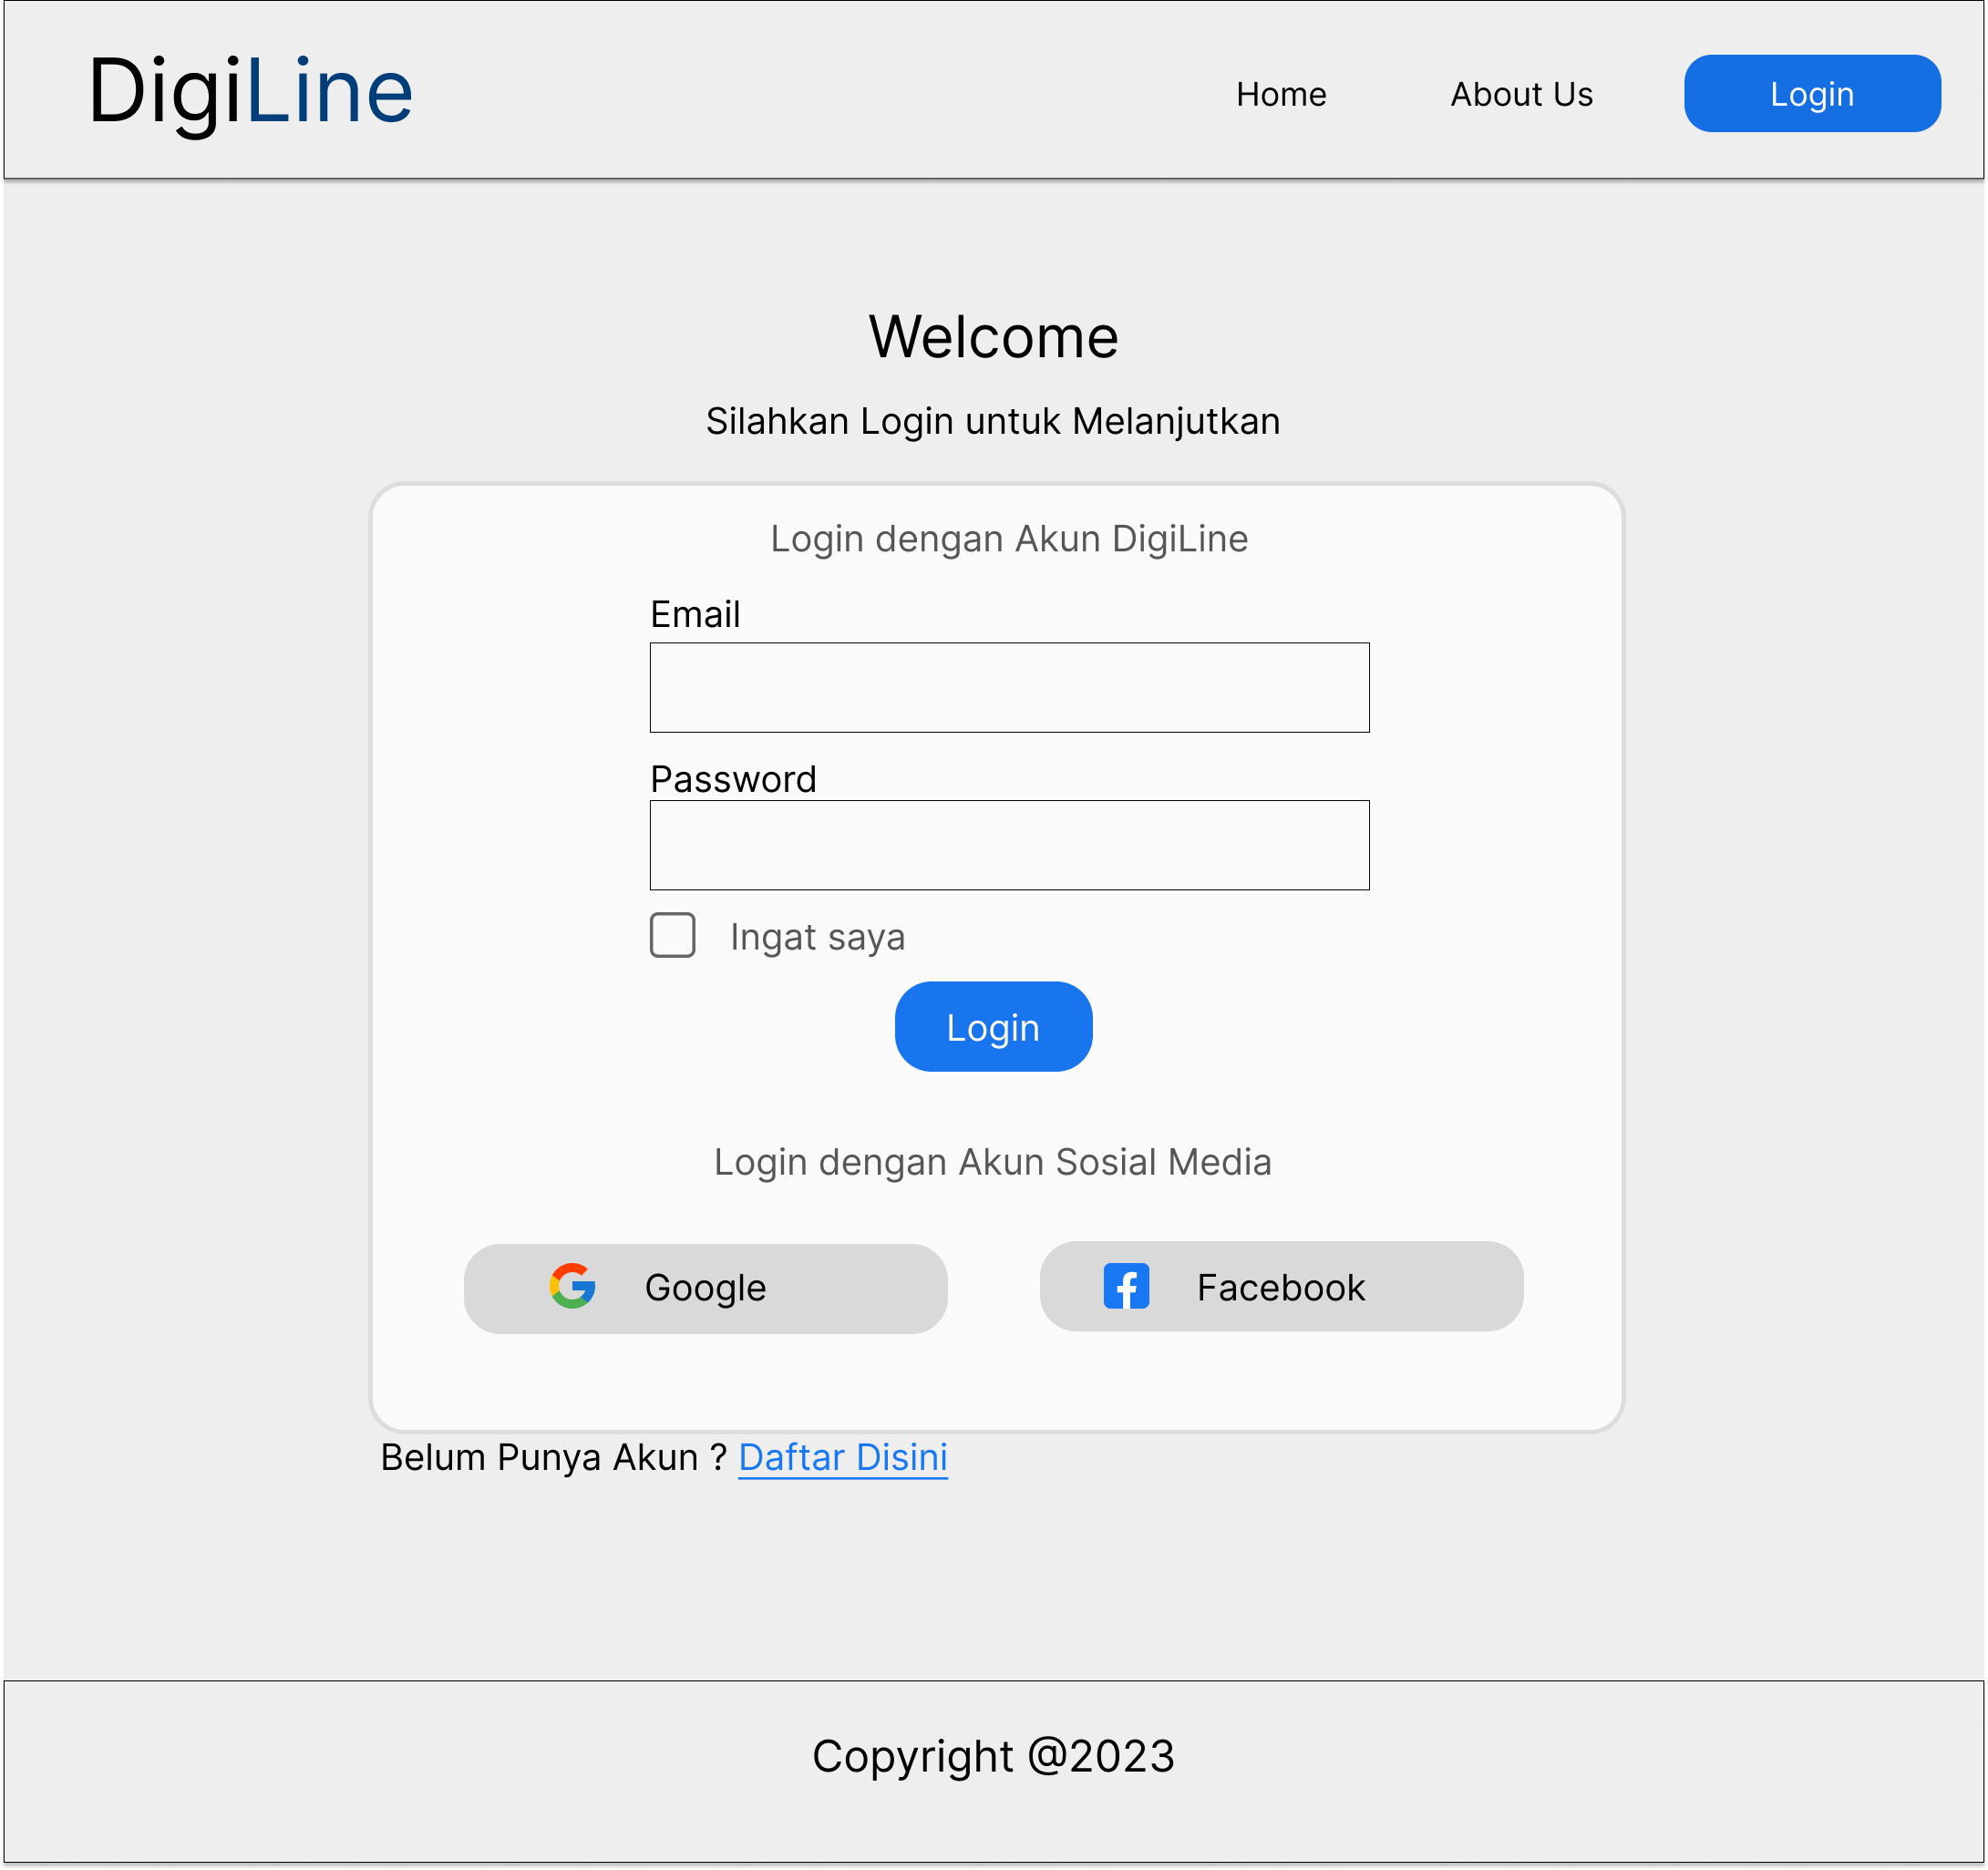 DigiLine
Home
About Us
Login
Welcome
Silahkan Login untuk Melanjutkan
Login dengan Akun DigiLine
Email
Password
Ingat saya
Login
Login dengan Akun Sosial Media
Google
Facebook
Belum Punya Akun ? Daftar Disini
Copyright @2023